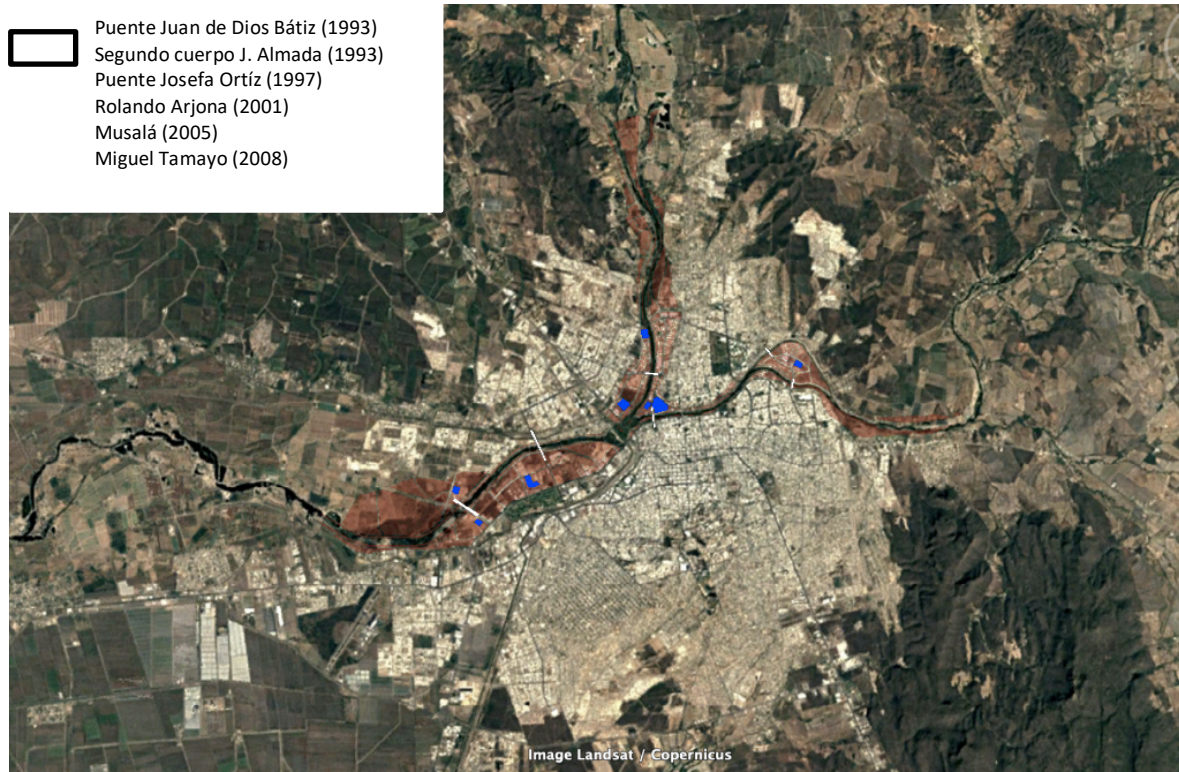 Puente Juan de Dios Bátiz (1993)
Segundo cuerpo J. Almada (1993)
Puente Josefa Ortíz (1997)
Rolando Arjona (2001)
Musalá (2005)
Miguel Tamayo (2008)
Image Landsat / Copernicus